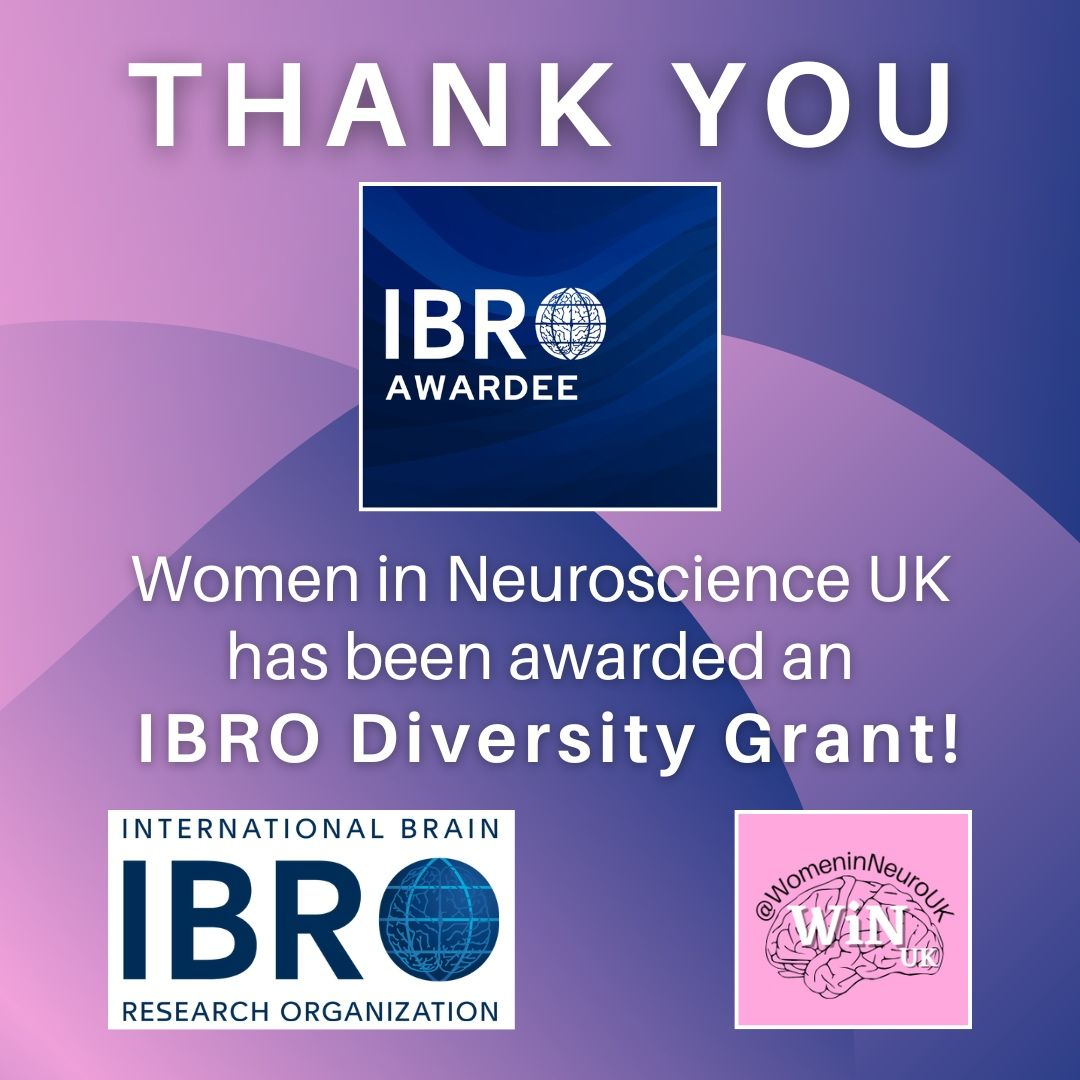 THANK YOU
IBRO
AWARDEE
Women in Neuroscience UK
has been awarded an
IBRO Diversity Grant!
INTERNATIONAL BRAIN
IBRO
RESEARCH ORGANIZATION
@WomeninNeuroUK
WiN
UK